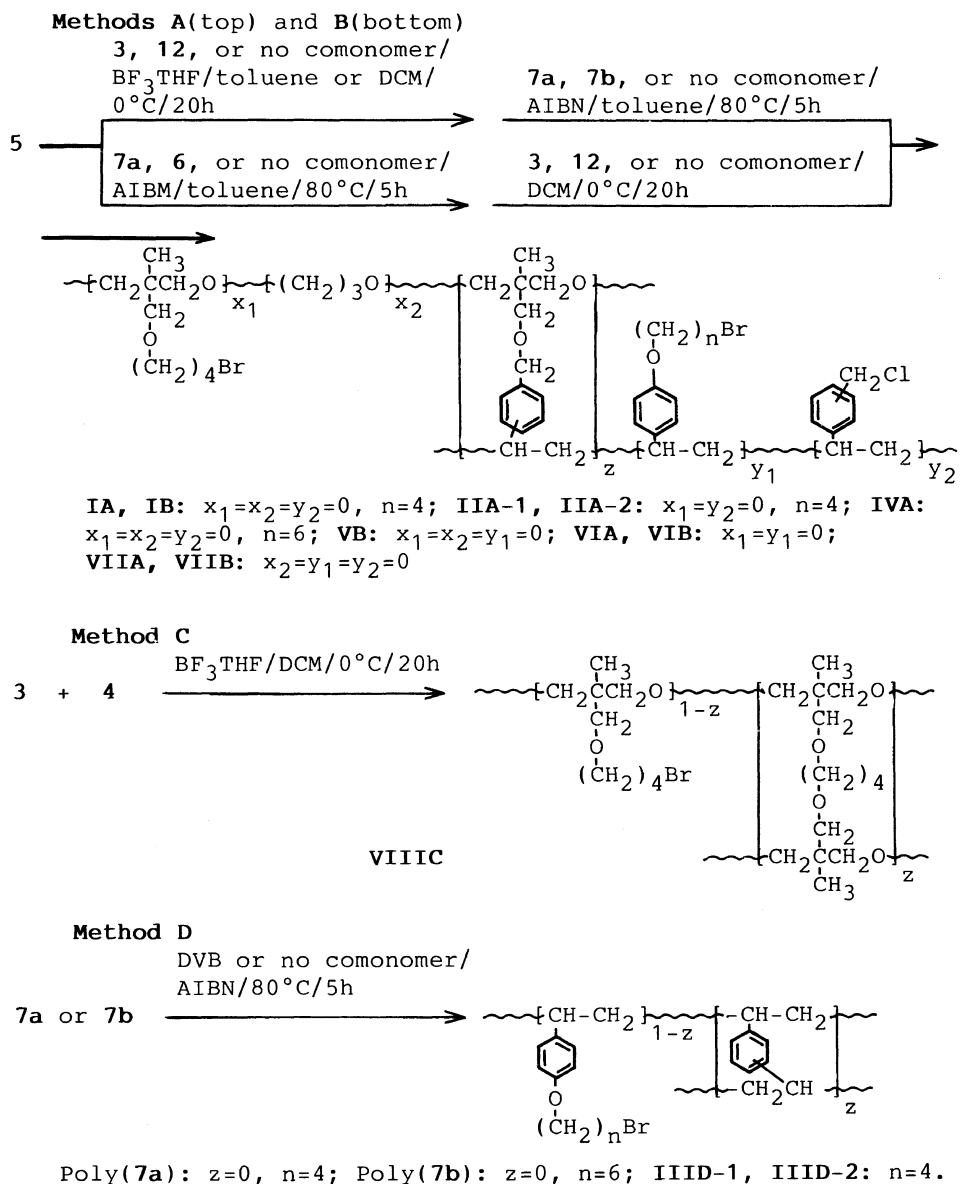 Methods A(top) and B(bottom)
3, 12, or no comonomer/
BF3THF/toluene or DCM/
0°C/20h
7a, 7b, or no comonomer/
AIBN/toluene/80°C/5h
5
7a, 6, or no comonomer/
AIBM/toluene/80°C/5h
3, 12, or no comonomer/
DCM/0°C/20h
CH3
{CH2CCH2O}x1
CH2
O
(CH2)4Br
{(CH2)3O}x2
CH3
CH2CCH2O
CH2
O
CH2
CH-CH2
z
(CH2)nBr
O
{CH-CH2}y1
CH2Cl
{CH-CH2}y2
IA, IB: x1=x2=y2=0, n=4; IIA-1, IIA-2: x1=y2=0, n=4; IVA:
x1=x2=y2=0, n=6; VB: x1=x2=y1=0; VIA, VIB: x1=y1=0;
VIIA, VIIB: x2=y1=y2=0
Method C
BF3THF/DCM/0°C/20h
3 + 4
CH3
{CH2CCH2O}1-z
CH2
O
(CH2)4Br
CH3
CH2CCH2O
CH2
O
(CH2)4
O
CH2
CH2CCH2O
z
CH3
VIIIC
Method D
DVB or no comonomer/
AIBN/80°C/5h
7a or 7b
{CH-CH2}1-z
O
(CH2)nBr
CH-CH2
CH2CH
z
Poly(7a): z=0, n=4; Poly(7b): z=0, n=6; IIID-1, IIID-2: n=4.